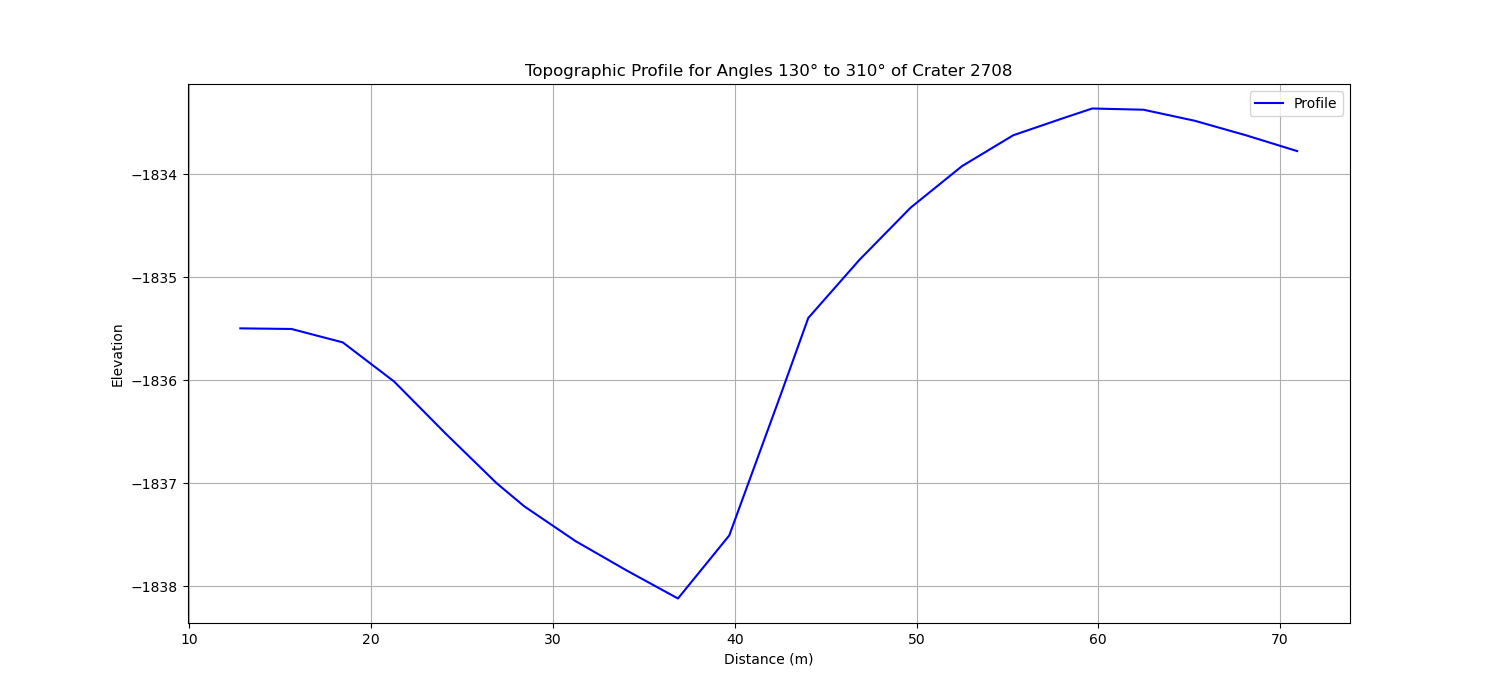 Topographic Profile for Angles 130° to 310° of Crater 2708
Profile
−1834
−1835
−1836
−1837
−1838
Elevation
10 20 30 40 50 60 70
Distance (m)